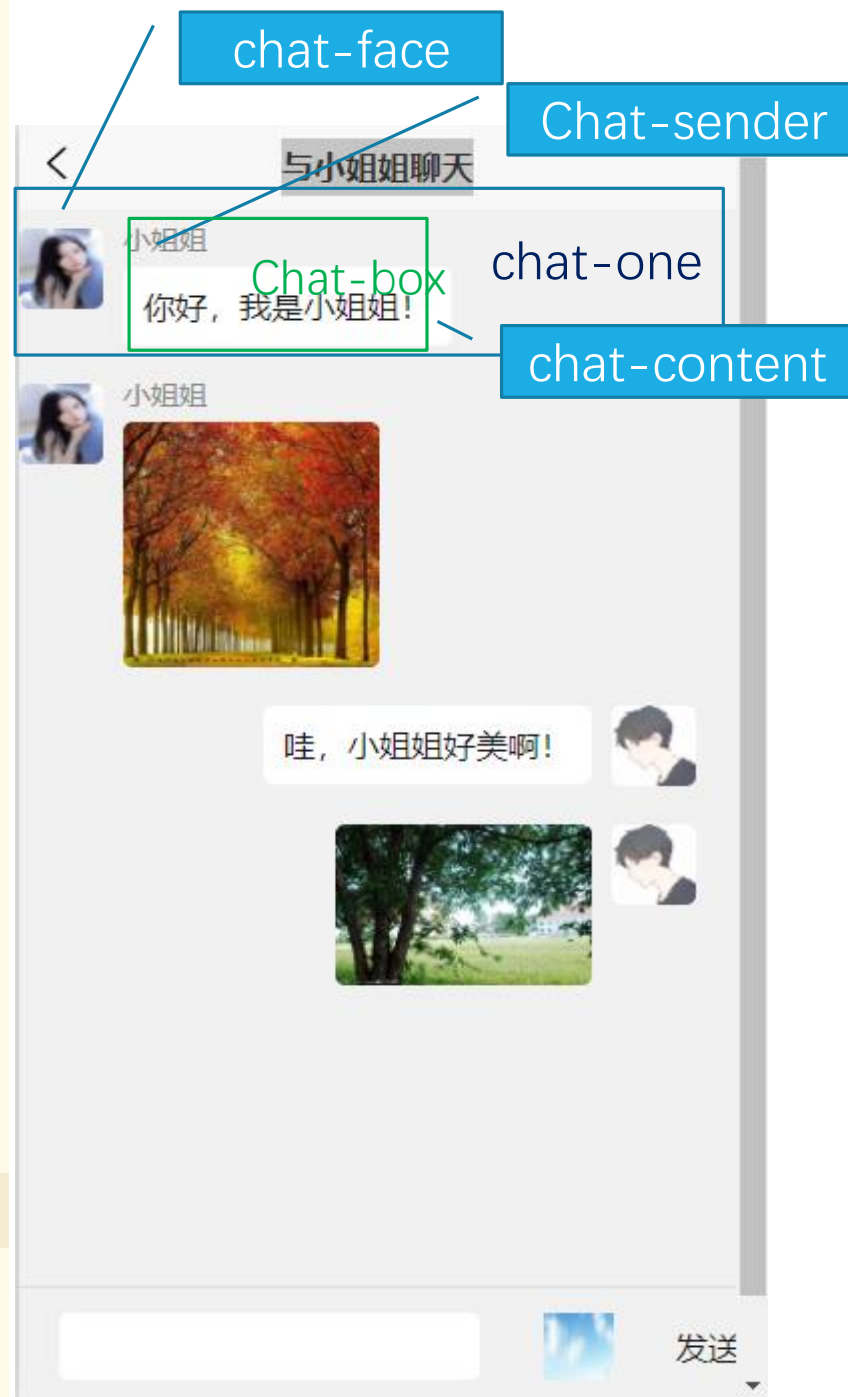 chat-face
Chat-sender
与小姐姐聊天
小姐姐
Chat-box
chat-one
你好，我是小姐姐！
chat-content
小姐姐
哇，小姐姐好美啊！
发送